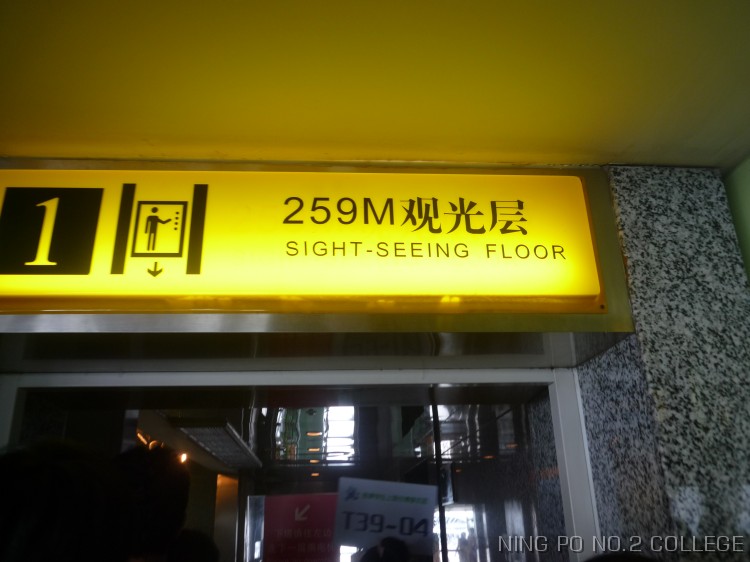 1
259M观光层
SIGHT-SEEING FLOOR
T39-04
NING PO NO.2 COLLEGE